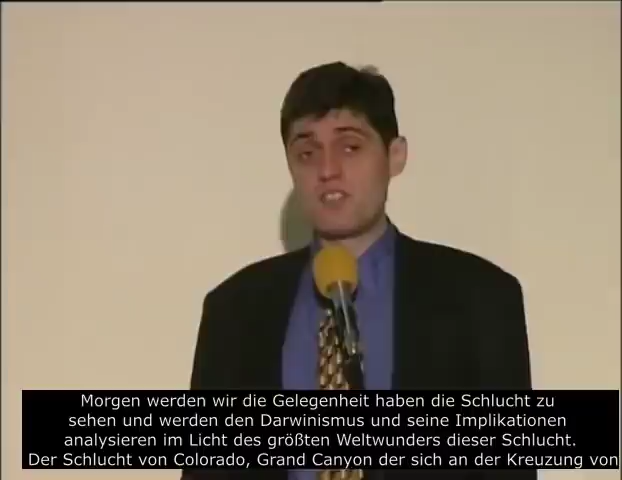 Morgen werden wir die Gelegenheit haben die Schlucht zu
sehen und werden den Darwinismus und seine Implikationen
analysieren im Licht des größten Weltwunders dieser Schlucht.
Der Schlucht von Colorado, Grand Canyon der sich an der Kreuzung von